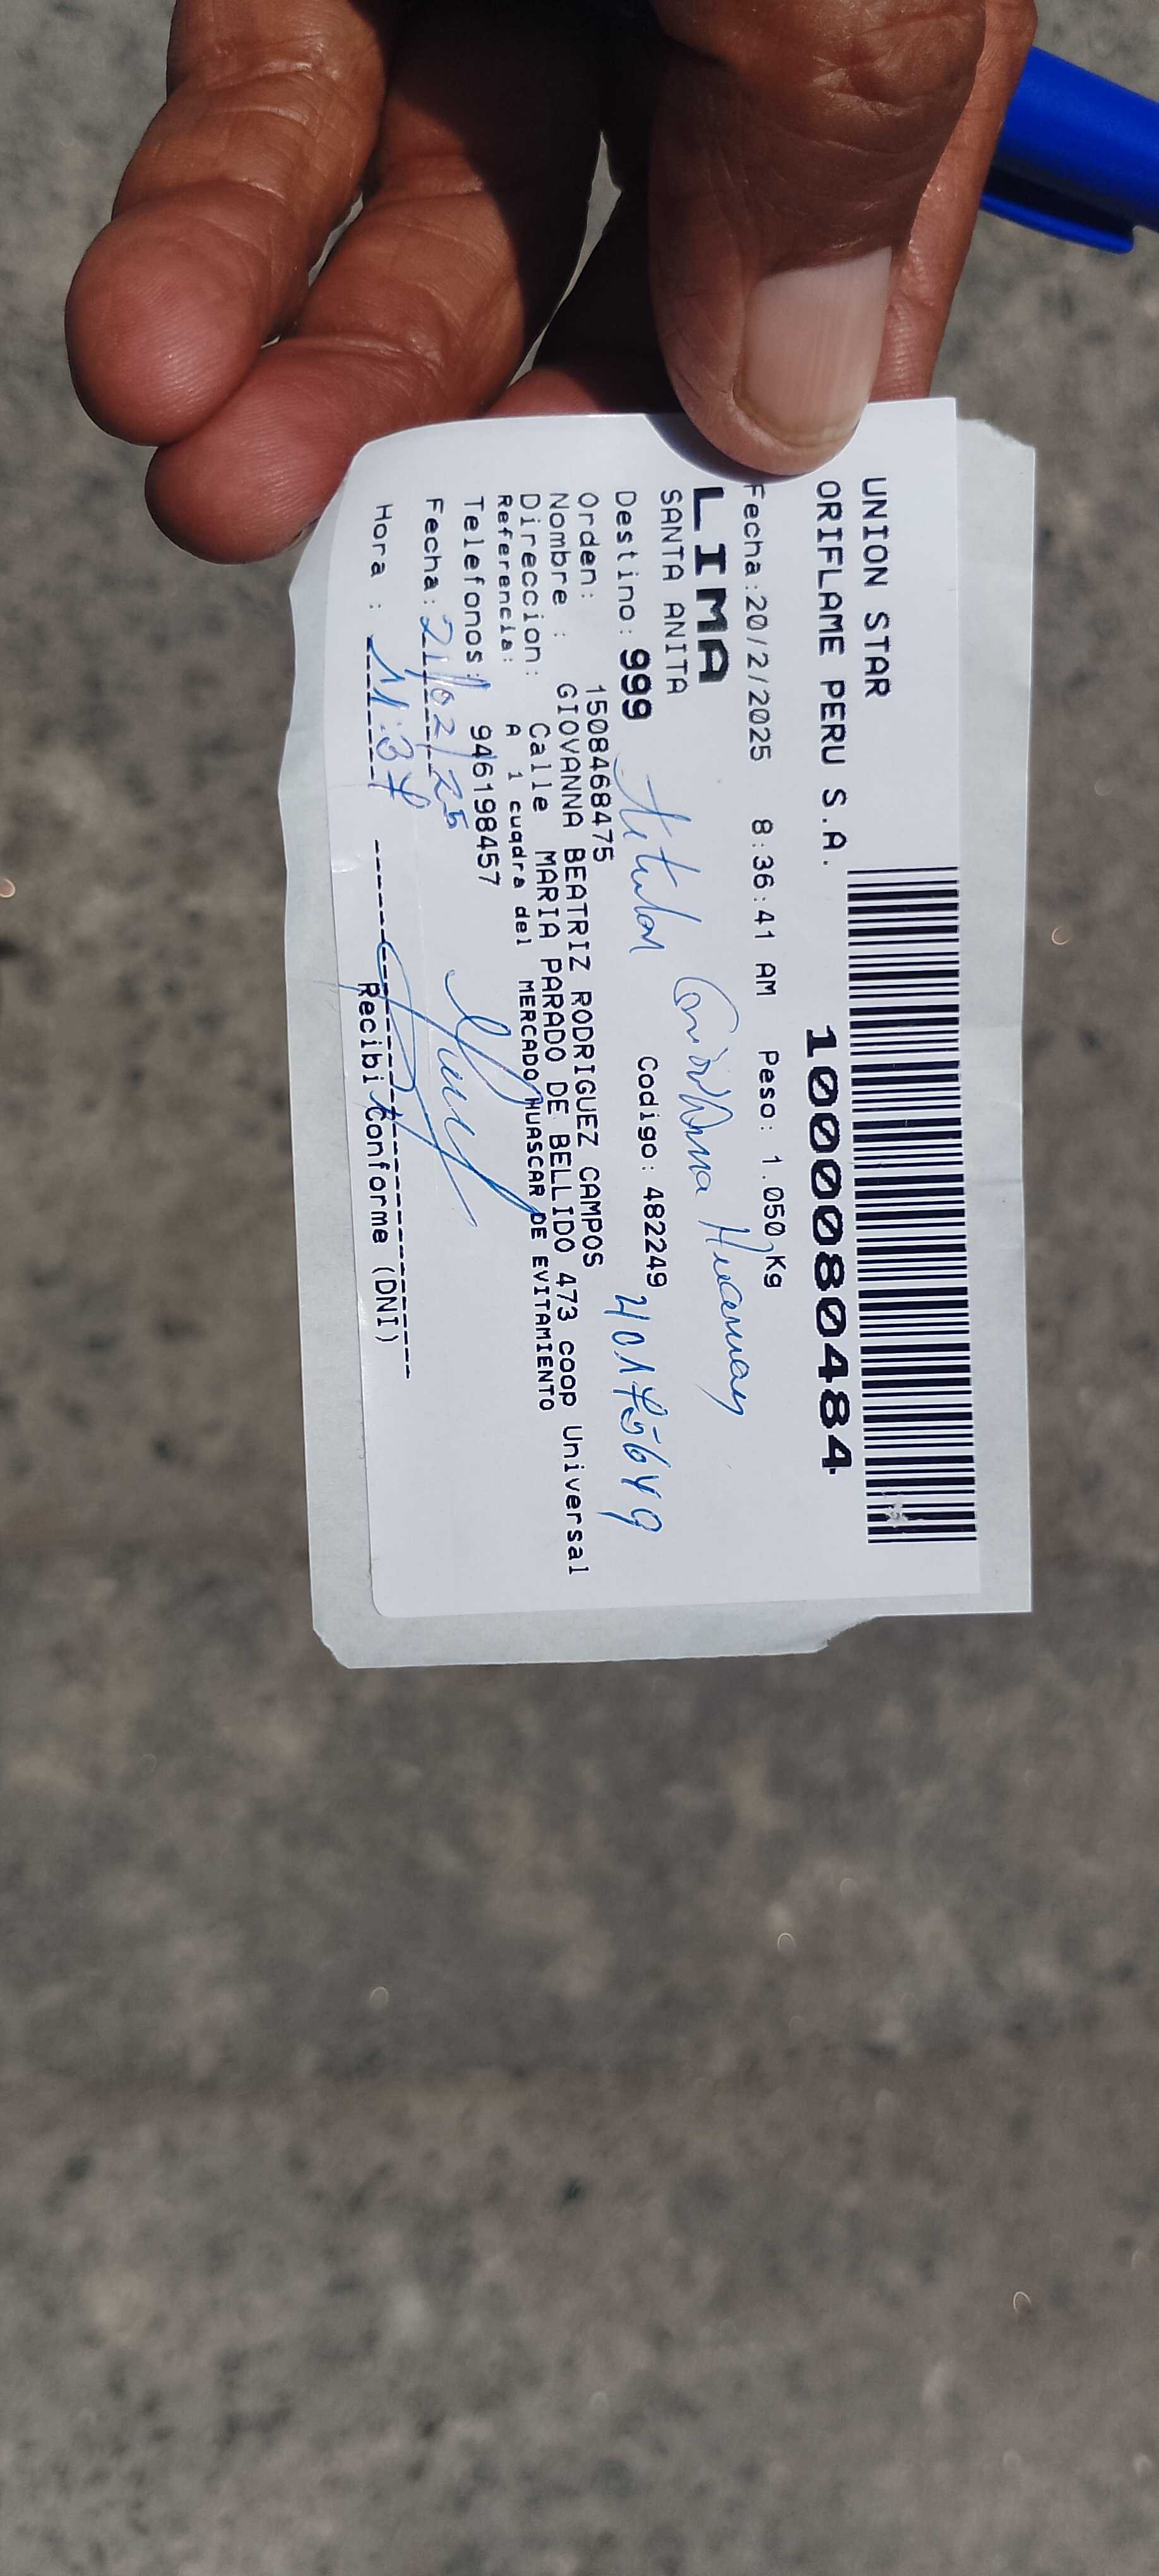 UNION STAR
ORIFLAME PERU S.A. 1000080484
Fecha:20/2/2025 8:36:41 AM Peso: 1.050 Kg
LIMA
SANTA ANITA
Destino: 999 Codigo: 482249
Orden: 1508468475
Nombre : GIOVANNA BEATRIZ RODRIGUEZ CAMPOS
Direccion: Calle MARIA PARADO DE BELLIDO 473 coop Universal
Referencia: A 1 cuadra del MERCADO HUASCAR DE EVITAMIENTO
Telefonos: 946198457
Fecha: 21/02/25
Hora : 11:37
Recibi Conforme (DNI)